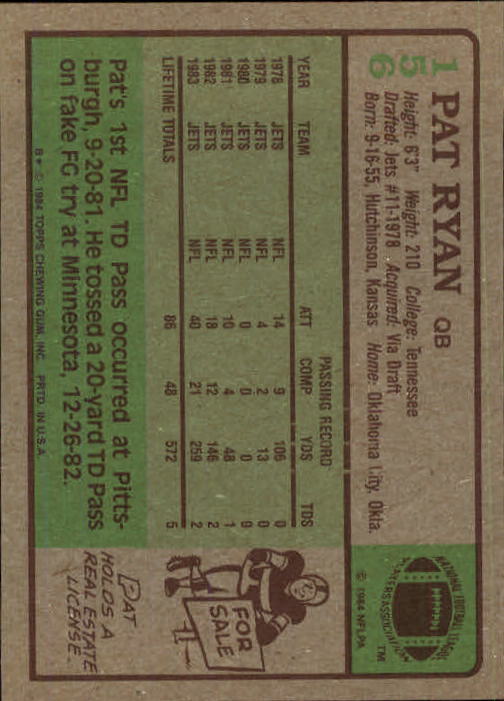 156
PAT RYAN QB
Height: 6'3" Weight: 210 College: Tennessee
Drafted: Jets #11-1978 Acquired: Via Draft
Born: 9-16-55, Hutchinson, Kansas Home: Oklahoma City, Okla.
NATIONAL FOOTBALL LEAGUE
PLAYERS ASSOCIATION
TM
© 1984 NFLPA
PASSING RECORD
YEAR TEAM ATT COMP YDS TDS
1978 JETS NFL 14 9 106 0
1979 JETS NFL 4 2 13 0
1980 JETS NFL 0 0 0 0
1981 JETS NFL 10 4 48 1
1982 JETS NFL 18 12 146 2
1983 JETS NFL 40 21 259 2
LIFETIME TOTALS 86 48 572 5
FOR
SALE
PAT
HOLDS A
REAL ESTATE
LICENSE.
Pat's 1st NFL TD Pass occurred at Pitts-
burgh, 9-20-81. He tossed a 20-yard TD Pass
on fake FG try at Minnesota, 12-26-82.
B* © 1984 TOPPS CHEWING GUM, INC. PRTD. IN U.S.A.